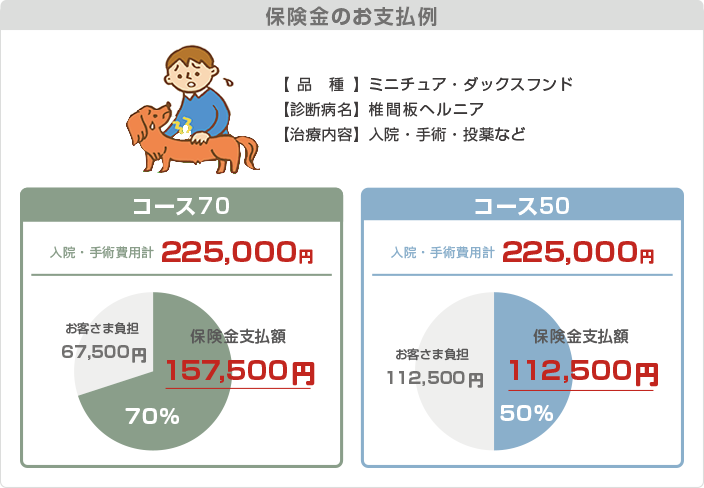 保険金のお支払例
【 品　種 】ミニチュア・ダックスフンド
【診断病名】椎間板ヘルニア
【治療内容】入院・手術・投薬など
コース70
入院・手術費用計 225,000円
お客さま負担
67,500円
保険金支払額
157,500円
70%
コース50
入院・手術費用計 225,000円
お客さま負担
112,500円
保険金支払額
112,500円
50%